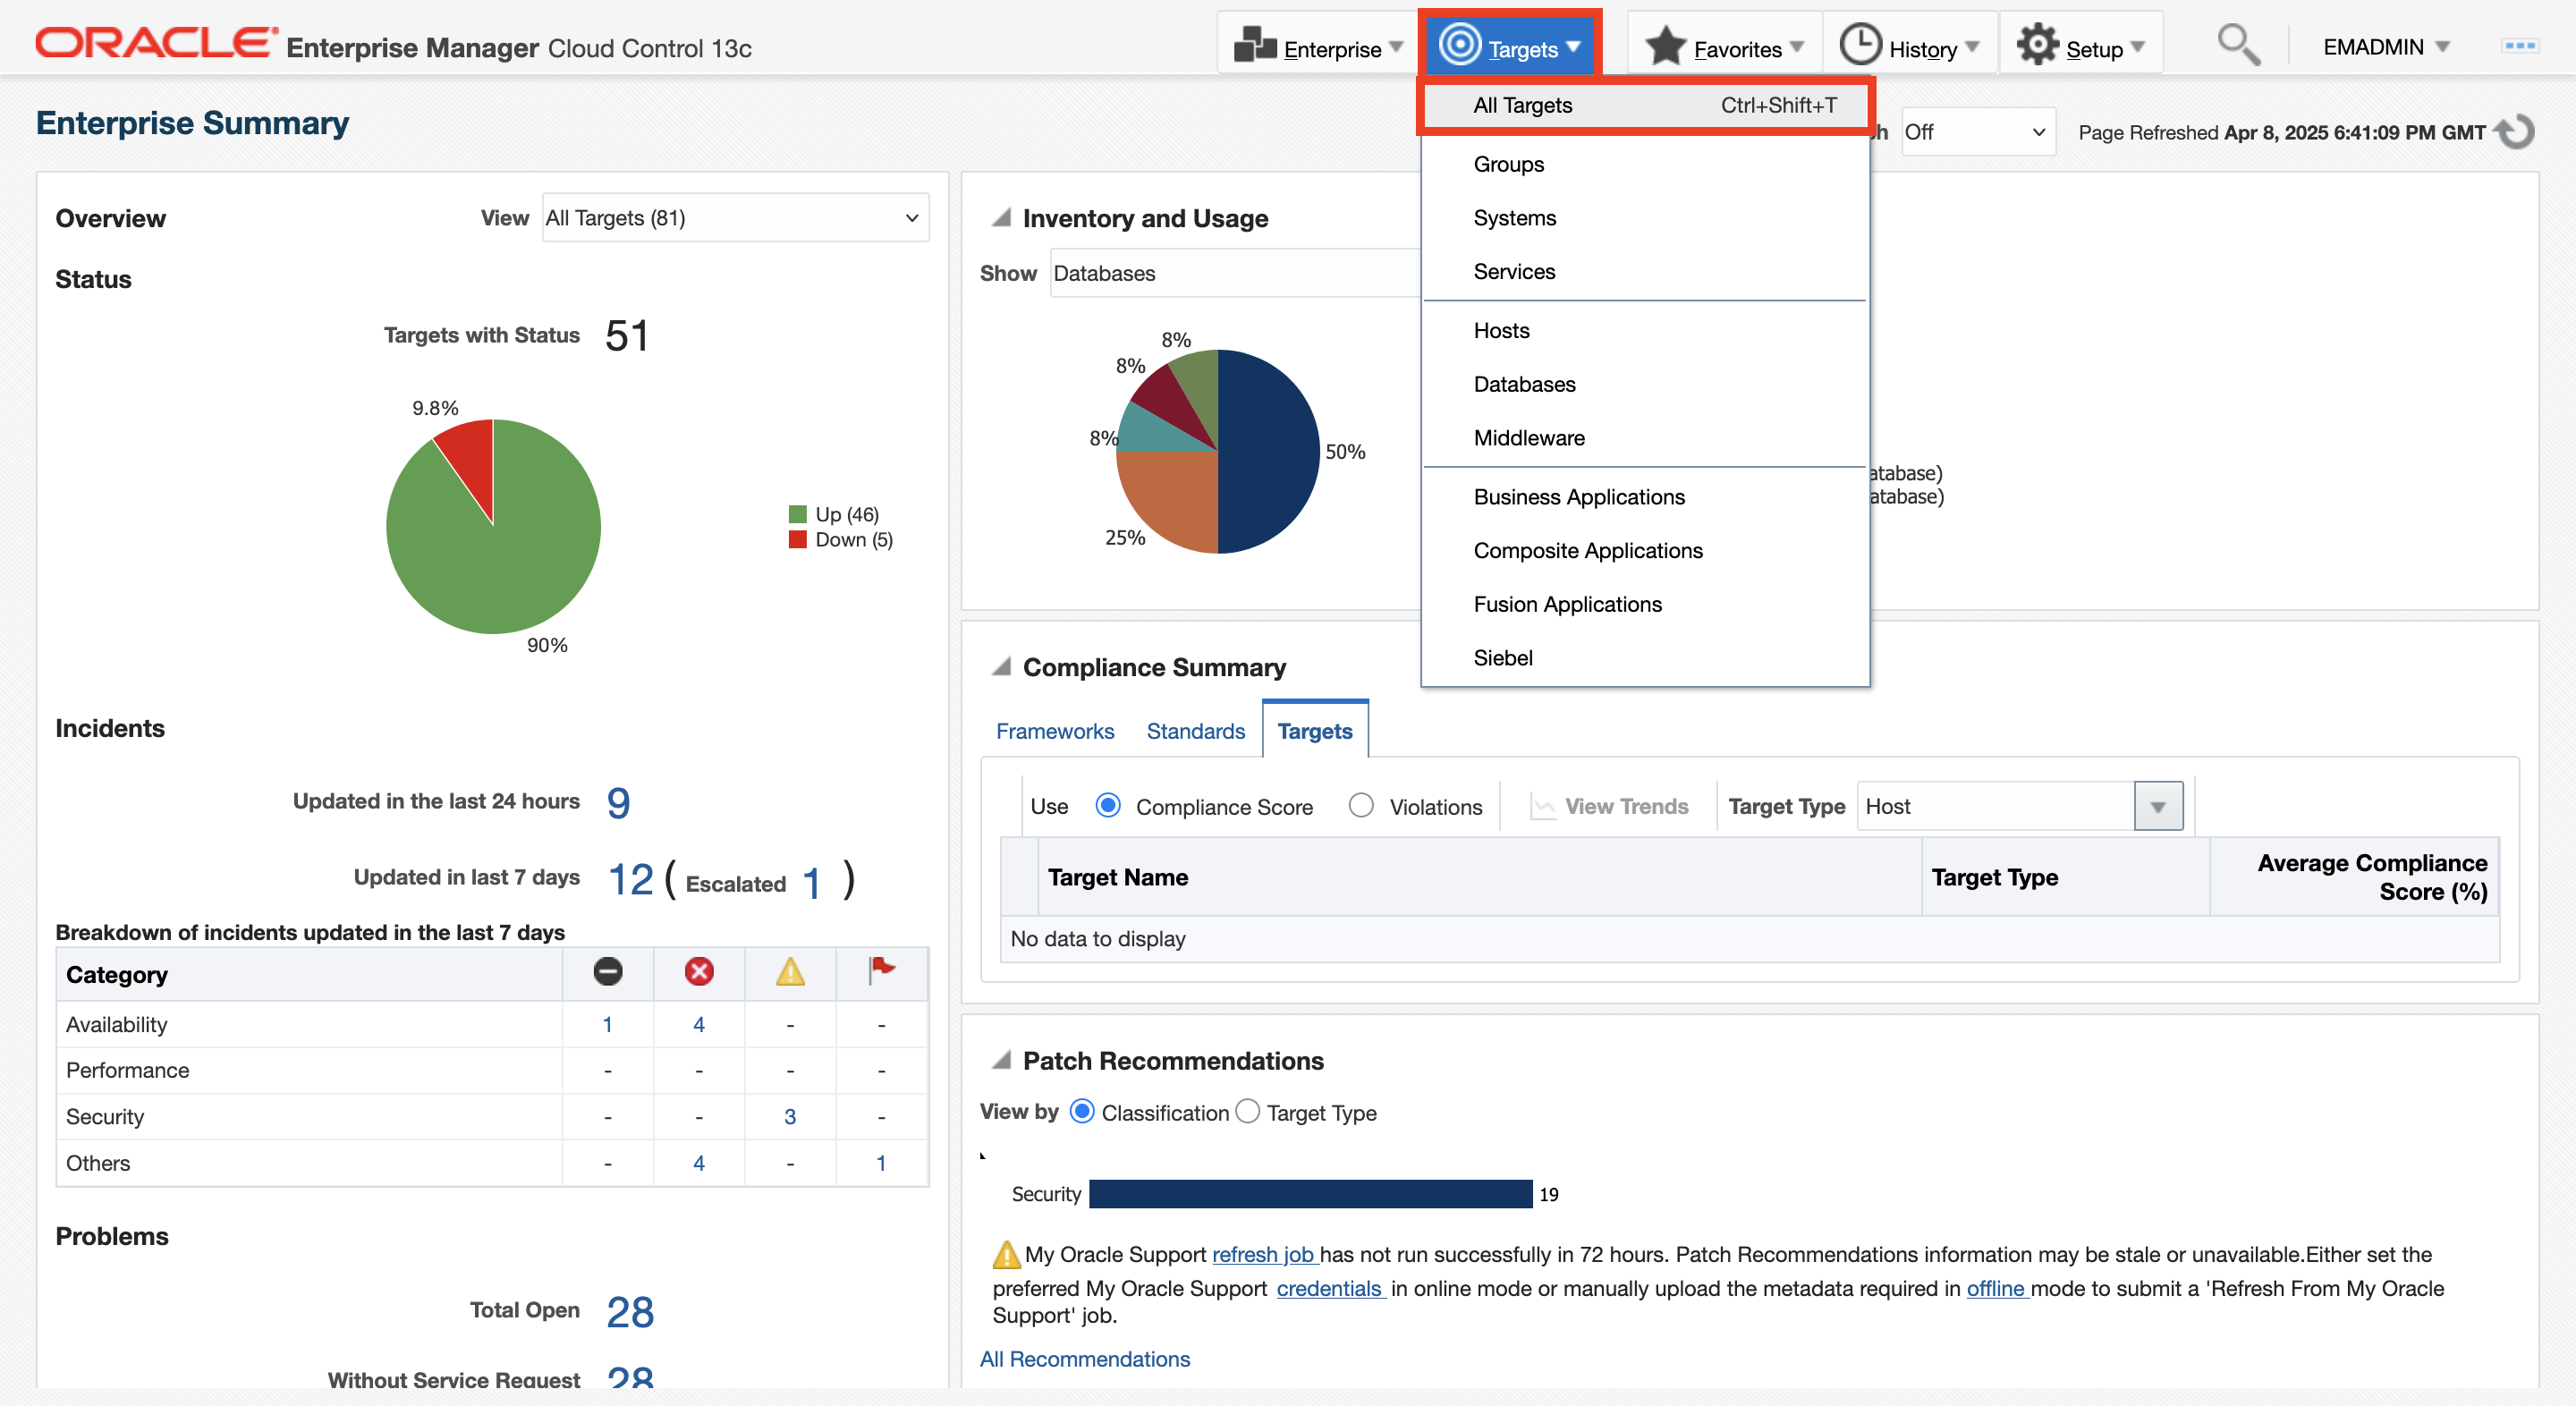 ORACLE Enterprise Manager Cloud Control 13c
Enterprise
Targets
Favorites
History
Setup
EMADMIN
Enterprise Summary
All Targets Ctrl+Shift+T
Groups
Systems
Services
Hosts
Databases
Middleware
Business Applications
Composite Applications
Fusion Applications
Siebel
Off
Page Refreshed Apr 8, 2025 6:41:09 PM GMT
Overview
View All Targets (81)
Status
Targets with Status 51
9.8%
90%
Up (46)
Down (5)
Incidents
Updated in the last 24 hours 9
Updated in last 7 days 12 ( Escalated 1 )
Breakdown of incidents updated in the last 7 days
Category
Availability 1 4 - -
Performance - - - -
Security - - 3 -
Others - 4 - 1
Problems
Total Open 28
Without Service Request 28
Inventory and Usage
Show Databases
8%
8%
8%
50%
25%
atabase)
atabase)
Compliance Summary
Frameworks Standards Targets
Use Compliance Score Violations View Trends Target Type Host
Target Name Target Type Average Compliance
Score (%)
No data to display
Patch Recommendations
View by Classification Target Type
Security 19
My Oracle Support refresh job has not run successfully in 72 hours. Patch Recommendations information may be stale or unavailable.Either set the
preferred My Oracle Support credentials in online mode or manually upload the metadata required in offline mode to submit a 'Refresh From My Oracle
Support' job.
All Recommendations